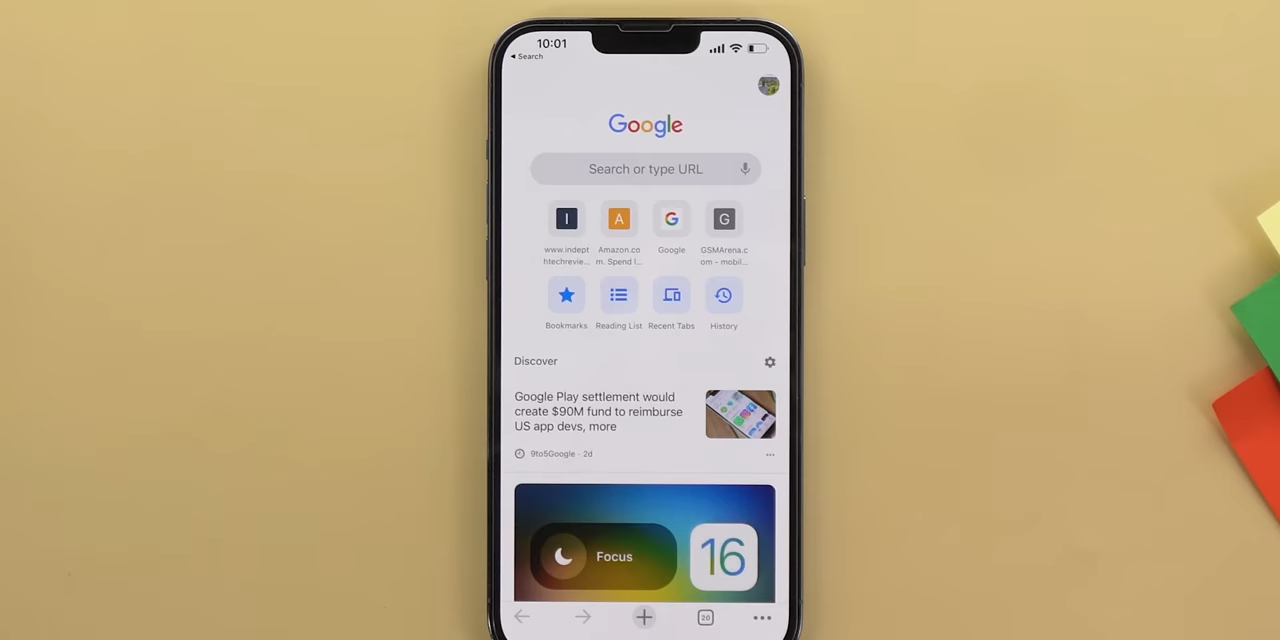 10:01
Search
Google
Search or type URL
I
A
G
www.indep
htechrevie...
Amazon.co
m. Spend l...
Google
GSMArena.c
om - mobil...
Bookmarks
Reading List
Recent Tabs
History
Discover
Google Play settlement would
create $90M fund to reimburse
US app devs, more
9to5Google · 2d
Focus
16
20